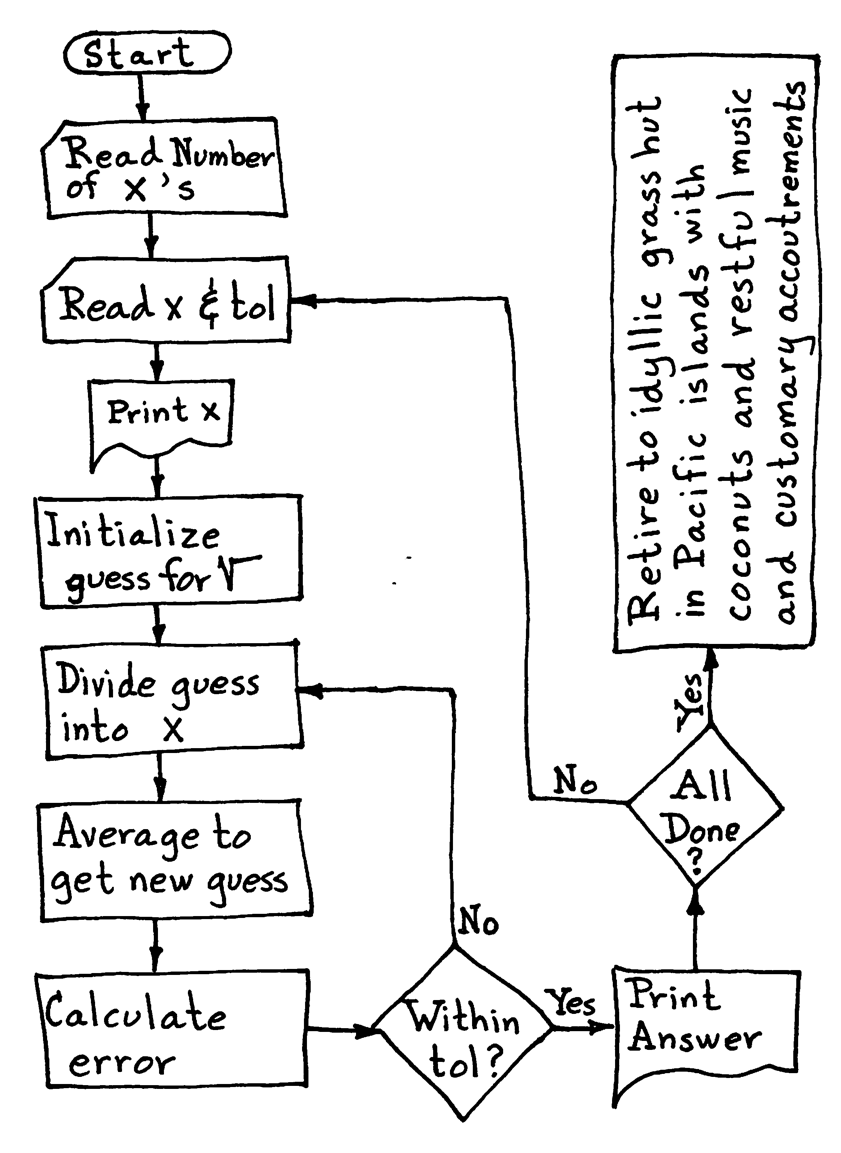 Start
Read Number
of X's
Read x & tol
Print x
Initialize
guess for √
Divide guess
into X
Average to
get new guess
Calculate
error
Within
tol?
No
Yes
Print
Answer
All
Done
?
No
Yes
Retire to idyllic grass hut
in Pacific islands with
coconuts and restful music
and customary accoutrements